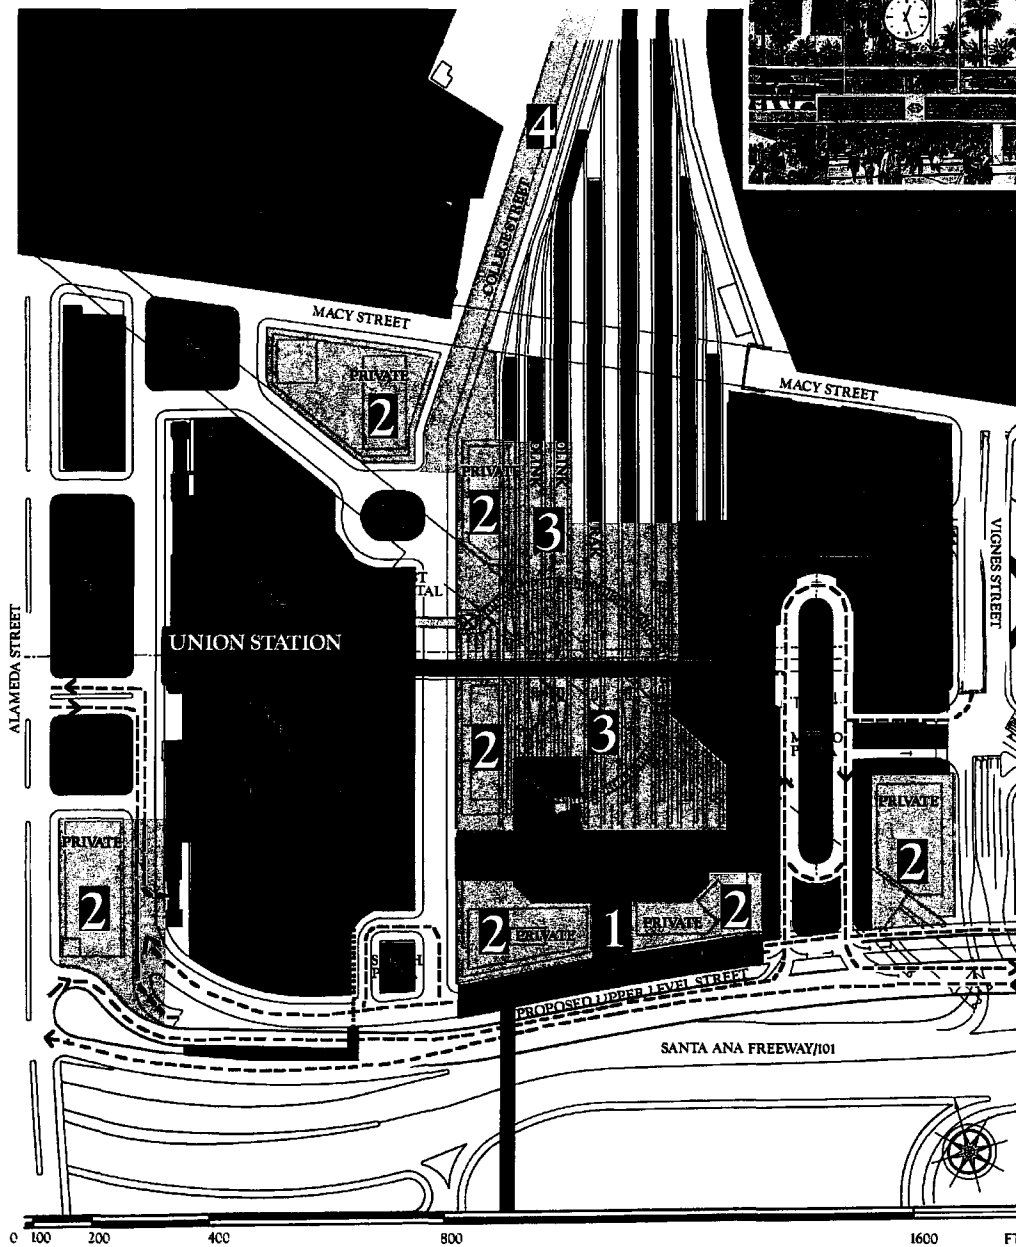 4
COLLEGE STREET
MACY STREET
MACY STREET
PRIVATE
2
PRIVATE
2
3
VIGNES STREET
ALAMEDA STREET
UNION STATION
2
3
PRIVATE
2
PRIVATE
2
2
PRIVATE
1
PRIVATE
2
PROPOSED UPPER LEVEL STREET
SANTA ANA FREEWAY/101
0 100 200 400 800 1600